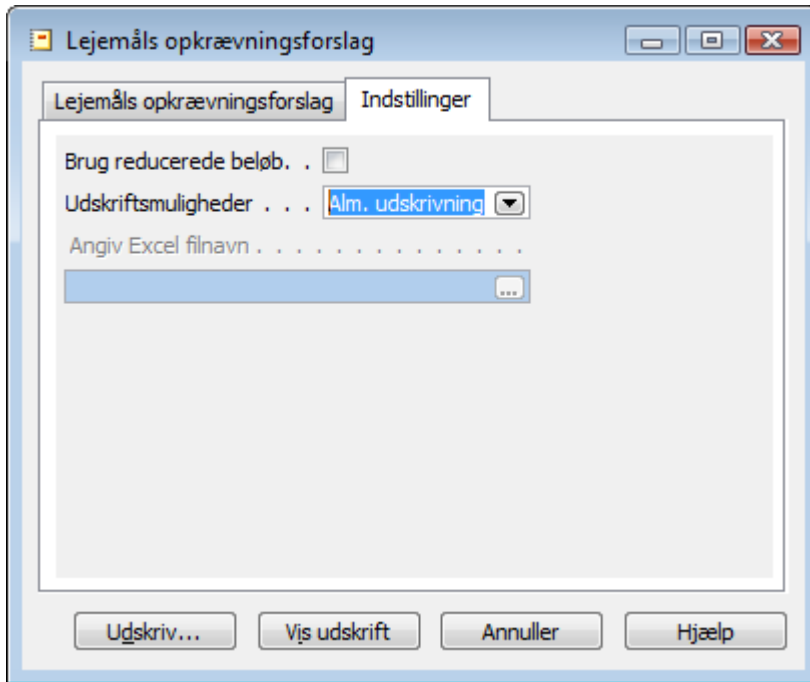 Lejemåls opkrævningsforslag
Lejemåls opkrævningsforslag Indstillinger
Brug reducerede beløb. .
Udskriftsmuligheder . . . Alm. udskrivning
Angiv Excel filnavn . . . . . . . . . . . . . .
...
Udskriv... Vis udskrift Annuller Hjælp